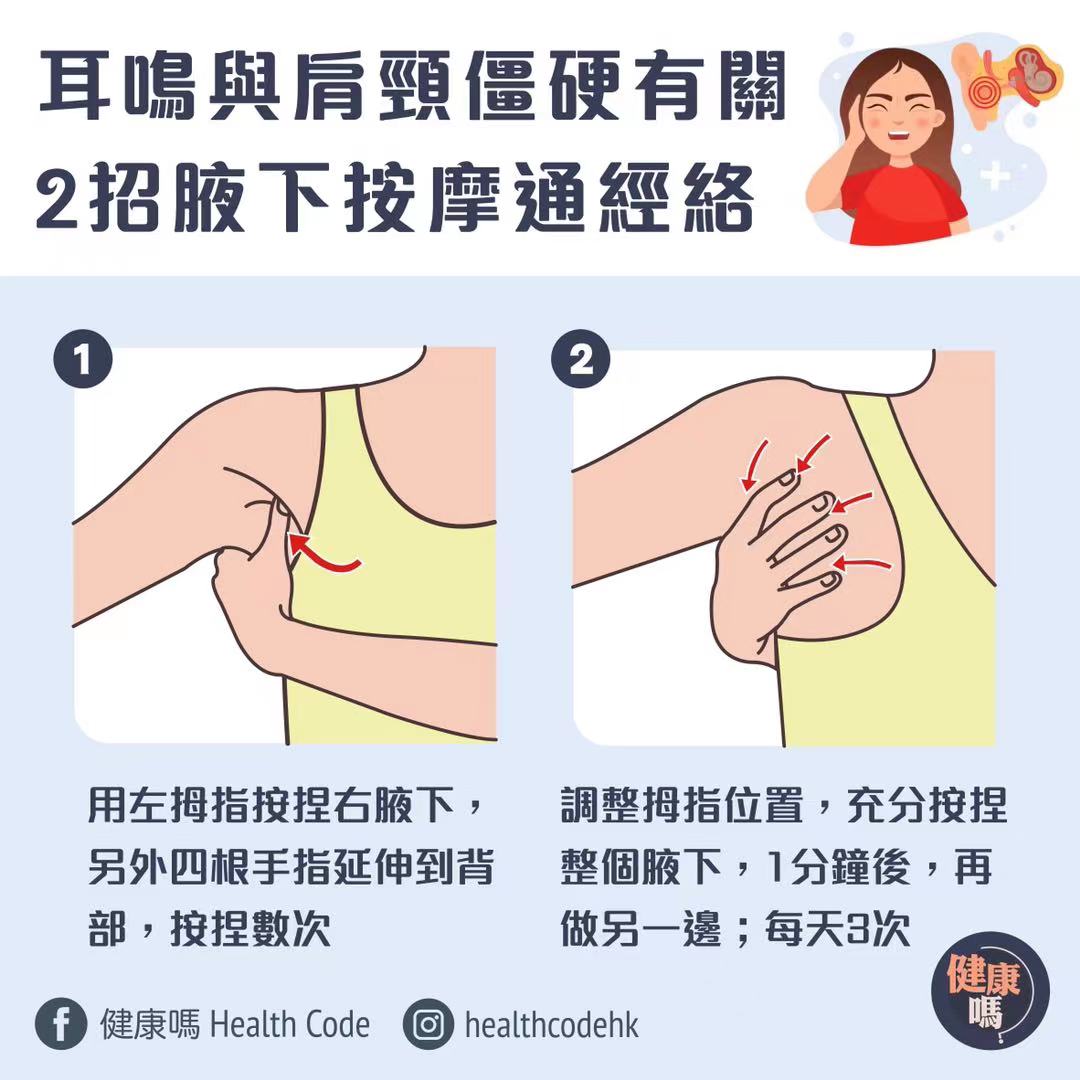 耳鳴與肩頸僵硬有關
2招腋下按摩通經絡
1
用左拇指按捏右腋下，
另外四根手指延伸到背
部，按捏數次
2
調整拇指位置，充分按捏
整個腋下，1分鐘後，再
做另一邊；每天3次
健康嗎 Health Code
healthcodehk
健康
嗎